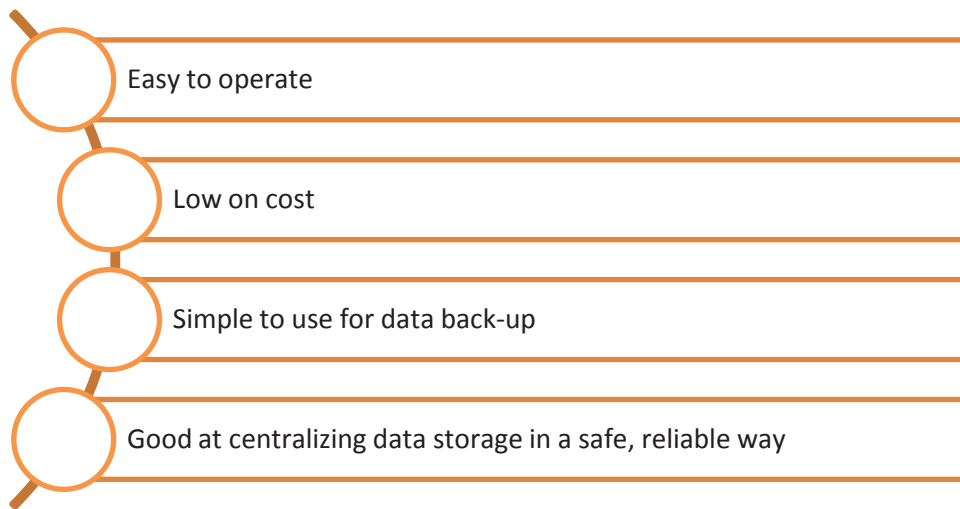 Easy to operate
Low on cost
Simple to use for data back-up
Good at centralizing data storage in a safe, reliable way